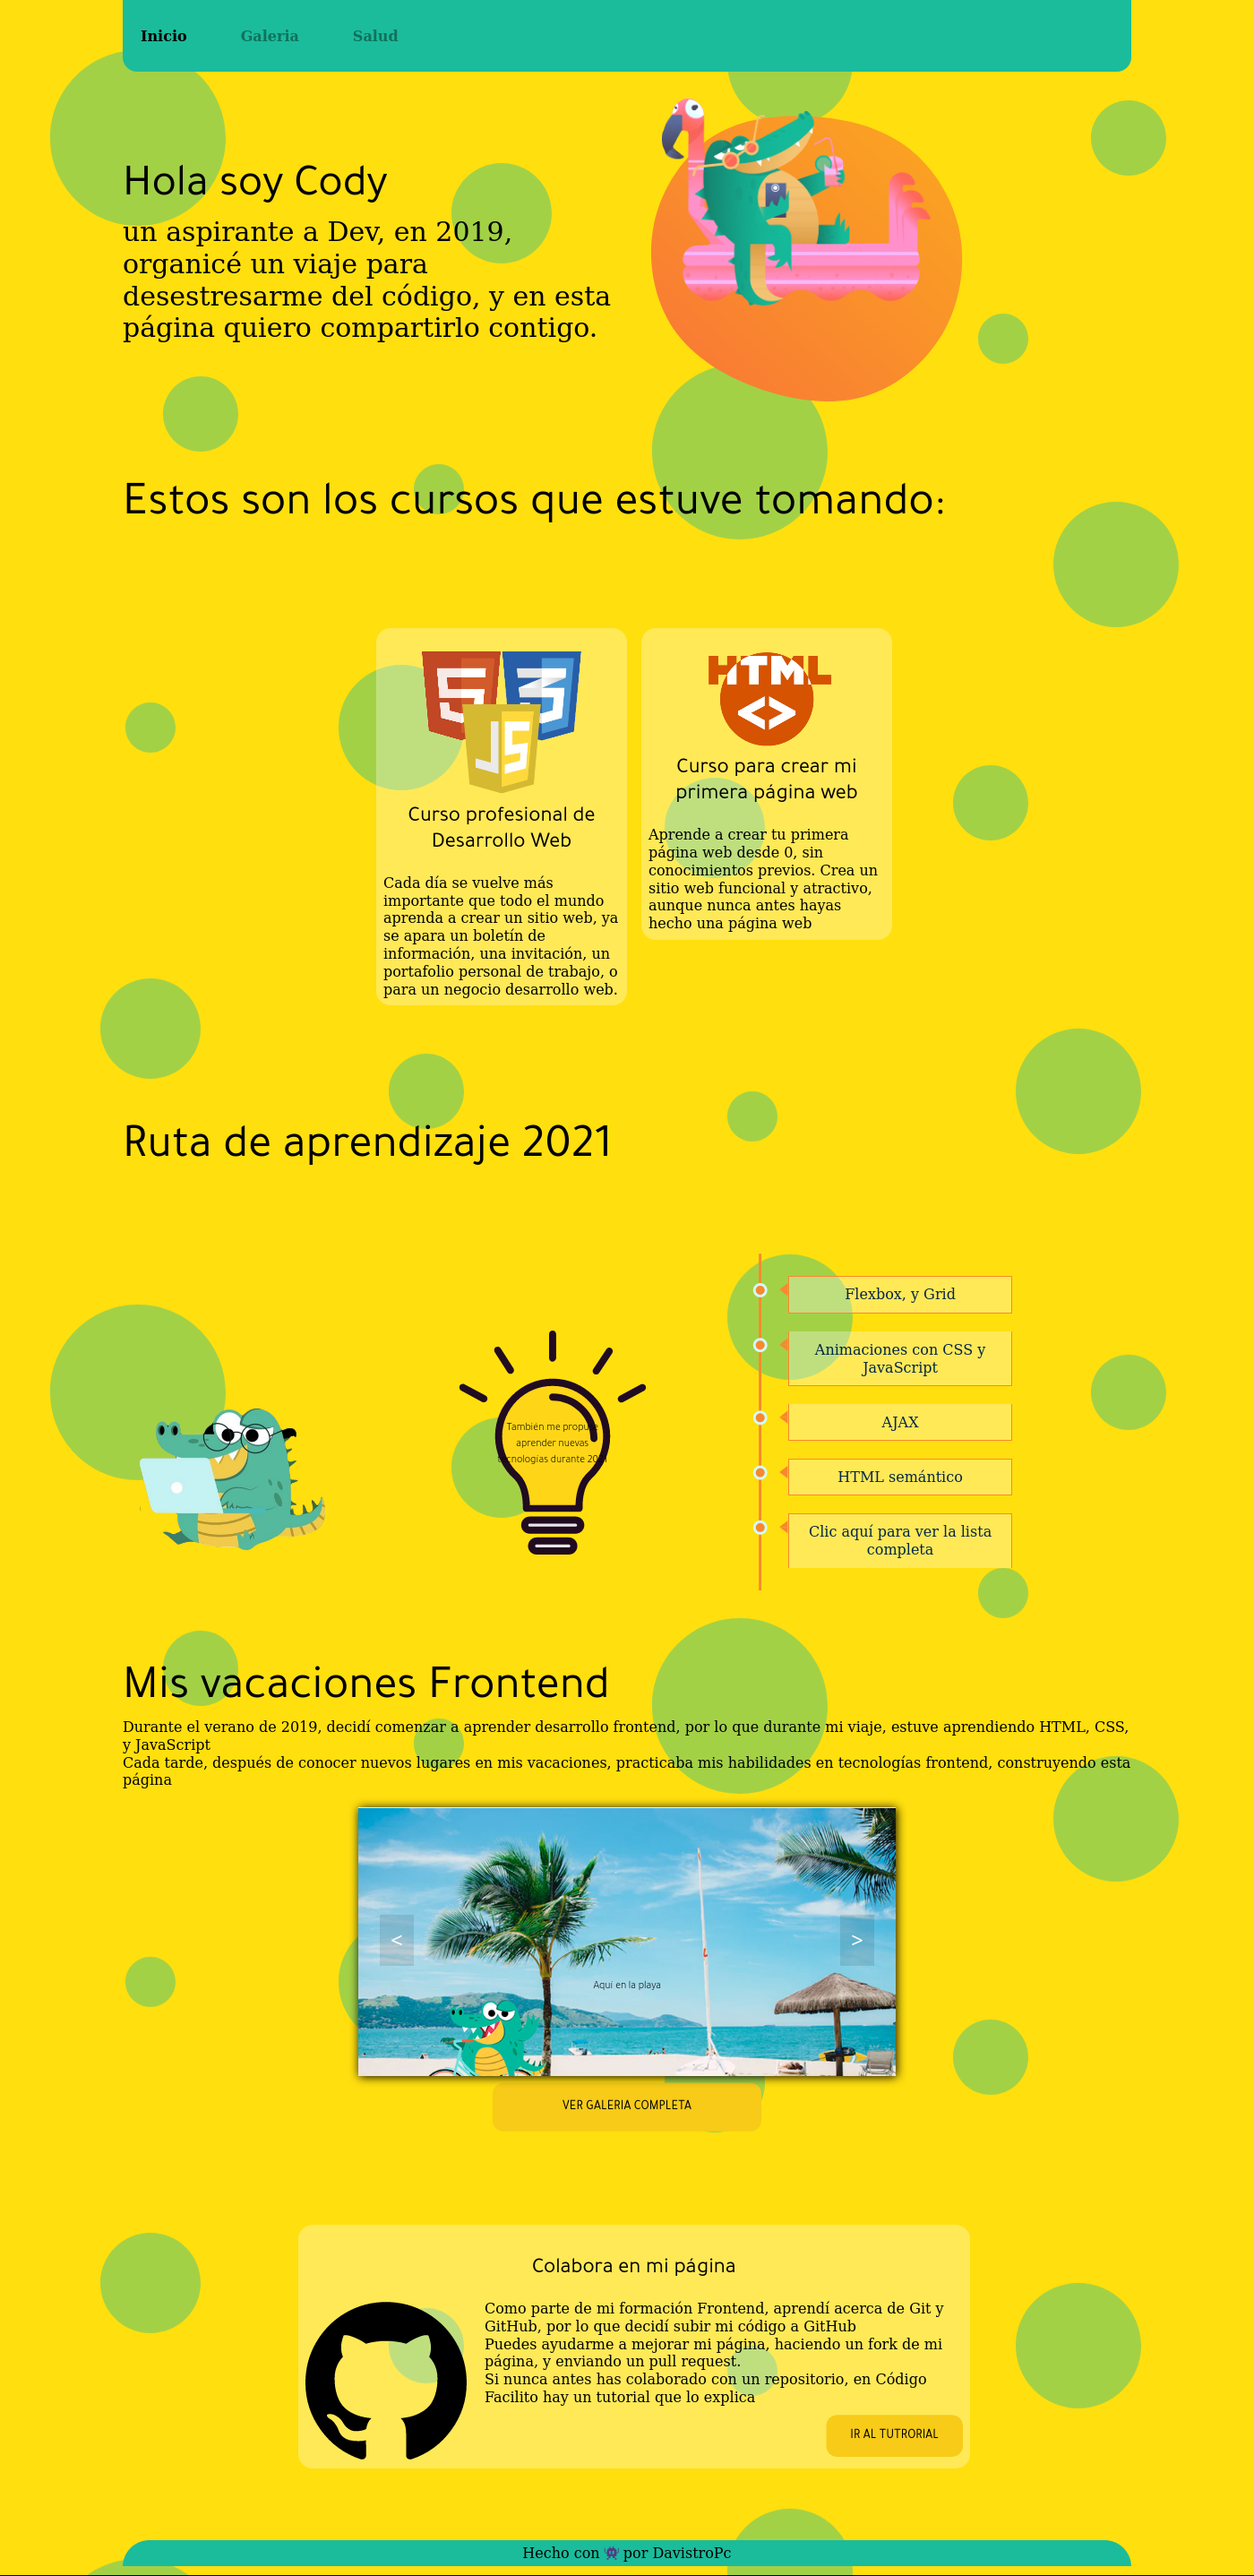 Inicio Galeria Salud
Hola soy Cody
un aspirante a Dev, en 2019,
organicé un viaje para
desestresarme del código, y en esta
página quiero compartirlo contigo.
Estos son los cursos que estuve tomando:
5 3
JS
Curso profesional de
Desarrollo Web
Cada día se vuelve más
importante que todo el mundo
aprenda a crear un sitio web, ya
se apara un boletín de
información, una invitación, un
portafolio personal de trabajo, o
para un negocio desarrollo web.
HTML
<>
Curso para crear mi
primera página web
Aprende a crear tu primera
página web desde 0, sin
conocimientos previos. Crea un
sitio web funcional y atractivo,
aunque nunca antes hayas
hecho una página web
Ruta de aprendizaje 2021
También me propuse
aprender nuevas
tecnologías durante 2021
Flexbox, y Grid
Animaciones con CSS y
JavaScript
AJAX
HTML semántico
Clic aquí para ver la lista
completa
Mis vacaciones Frontend
Durante el verano de 2019, decidí comenzar a aprender desarrollo frontend, por lo que durante mi viaje, estuve aprendiendo HTML, CSS,
y JavaScript
Cada tarde, después de conocer nuevos lugares en mis vacaciones, practicaba mis habilidades en tecnologías frontend, construyendo esta
página
< >
Aqui en la playa
VER GALERIA COMPLETA
Colabora en mi página
Como parte de mi formación Frontend, aprendí acerca de Git y
GitHub, por lo que decidí subir mi código a GitHub
Puedes ayudarme a mejorar mi página, haciendo un fork de mi
página, y enviando un pull request.
Si nunca antes has colaborado con un repositorio, en Código
Facilito hay un tutorial que lo explica
IR AL TUTRORIAL
Hecho con 👾 por DavistroPc